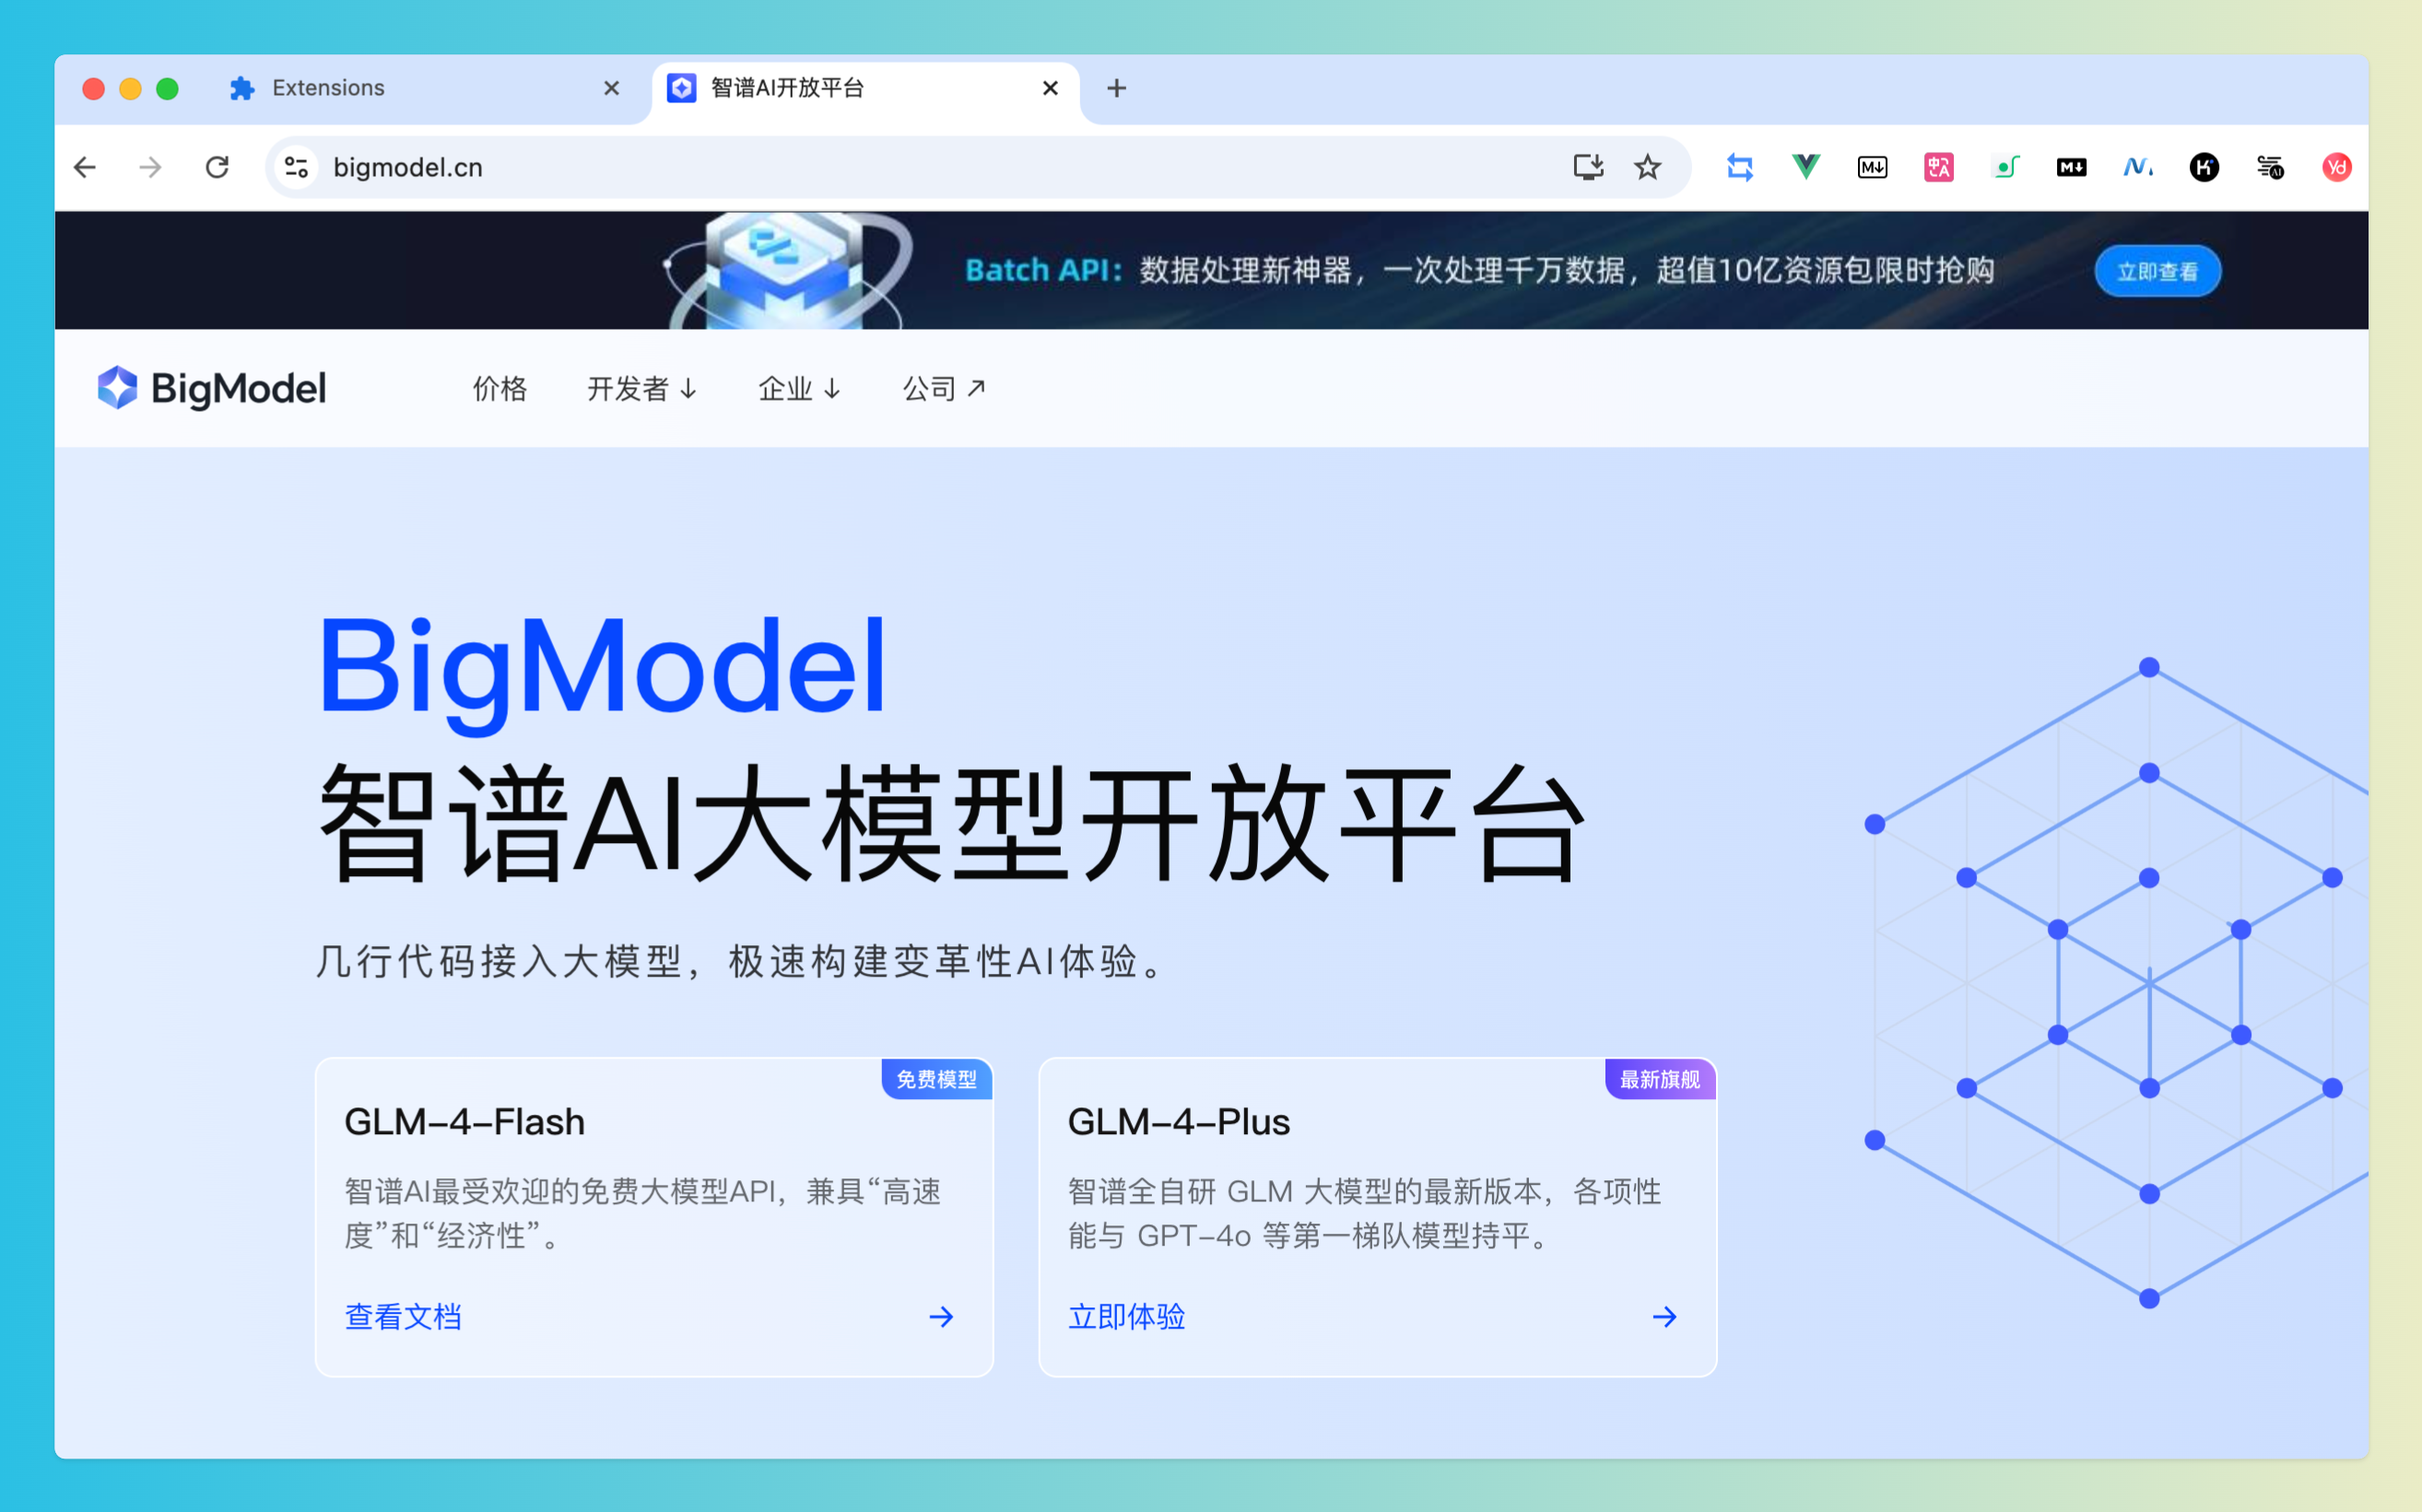 Extensions
智谱AI开放平台
bigmodel.cn
Batch API：数据处理新神器，一次处理千万数据，超值10亿资源包限时抢购
立即查看
BigModel
价格
开发者 ↓
企业 ↓
公司 ↗
BigModel
智谱AI大模型开放平台
几行代码接入大模型，极速构建变革性AI体验。
免费模型
GLM-4-Flash
智谱AI最受欢迎的免费大模型API，兼具“高速
度”和“经济性”。
查看文档 →
最新旗舰
GLM-4-Plus
智谱全自研 GLM 大模型的最新版本，各项性
能与 GPT-4o 等第一梯队模型持平。
立即体验 →